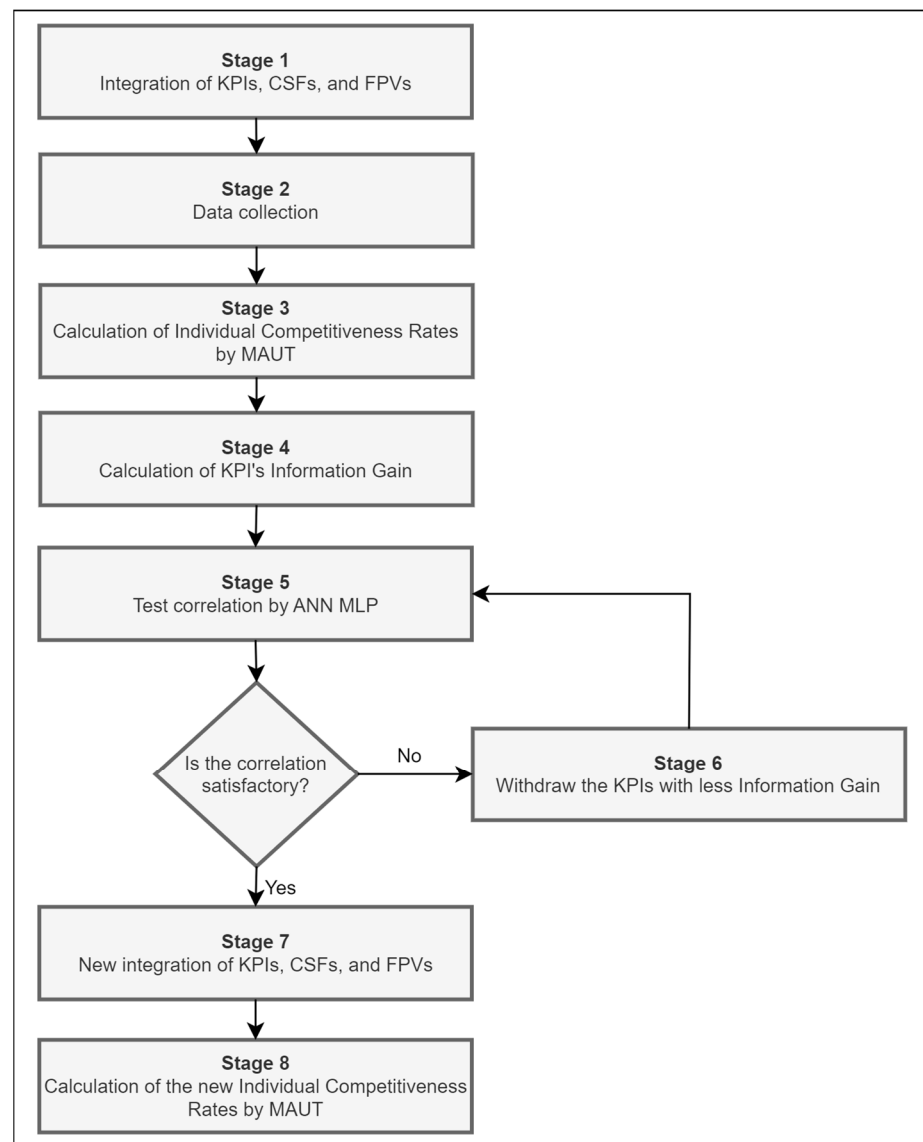 Stage 1
Integration of KPIs, CSFs, and FPVs
Stage 2
Data collection
Stage 3
Calculation of Individual Competitiveness Rates
by MAUT
Stage 4
Calculation of KPI's Information Gain
Stage 5
Test correlation by ANN MLP
Is the correlation
satisfactory?
No
Stage 6
Withdraw the KPIs with less Information Gain
Yes
Stage 7
New integration of KPIs, CSFs, and FPVs
Stage 8
Calculation of the new Individual Competitiveness
Rates by MAUT